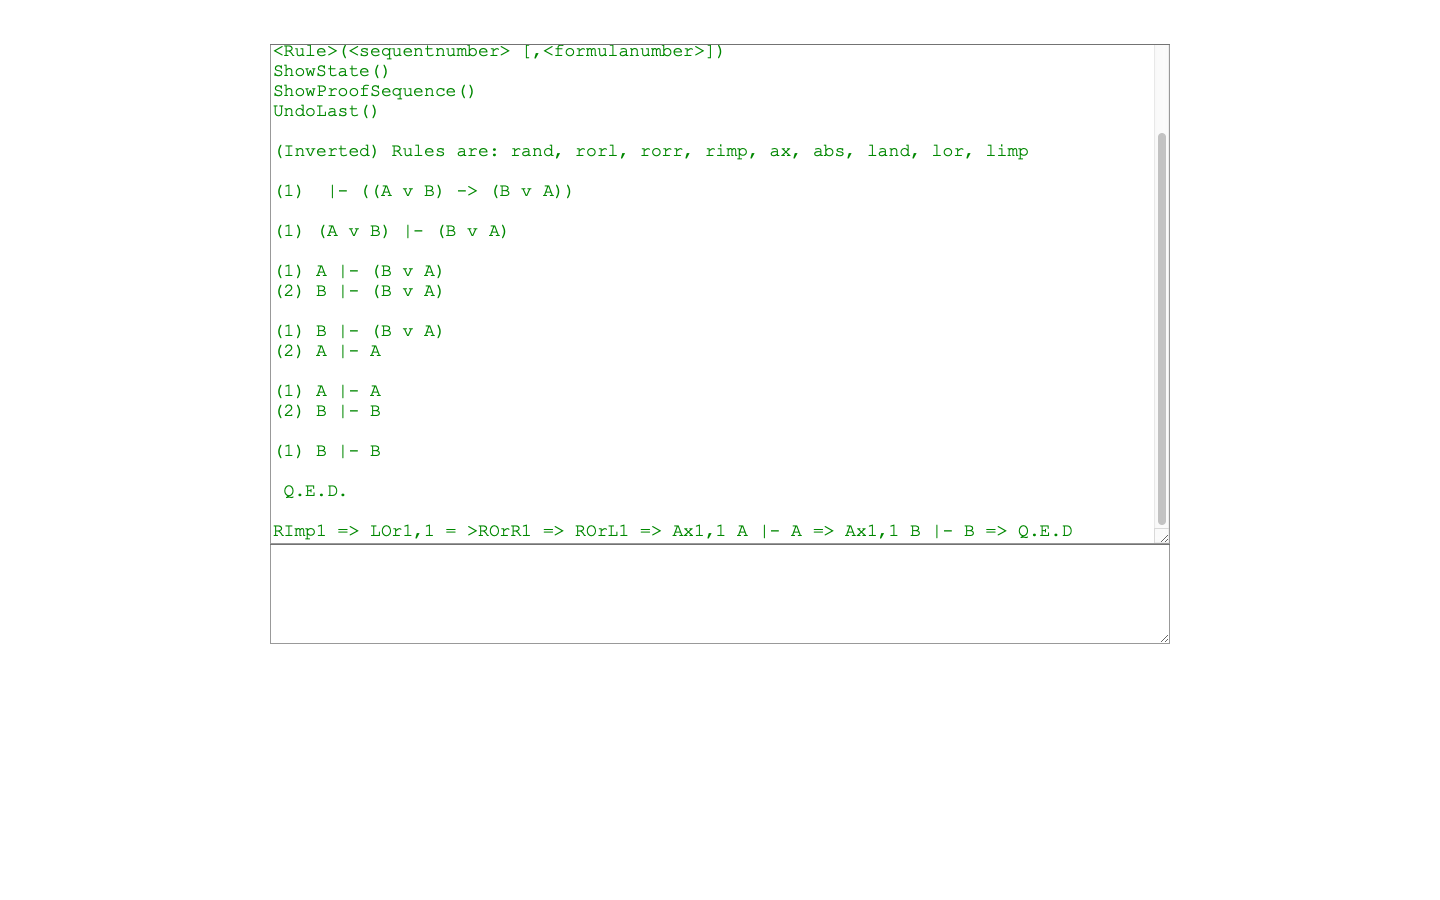 <Rule>(<sequentnumber> [,<formulanumber>])
ShowState()
ShowProofSequence()
UndoLast()
(Inverted) Rules are: rand, rorl, rorr, rimp, ax, abs, land, lor, limp
(1)  |- ((A v B) -> (B v A))
(1) (A v B) |- (B v A)
(1) A |- (B v A)
(2) B |- (B v A)
(1) B |- (B v A)
(2) A |- A
(1) A |- A
(2) B |- B
(1) B |- B
Q.E.D.
RImp1 => LOr1,1 = >ROrR1 => ROrL1 => Ax1,1 A |- A => Ax1,1 B |- B => Q.E.D